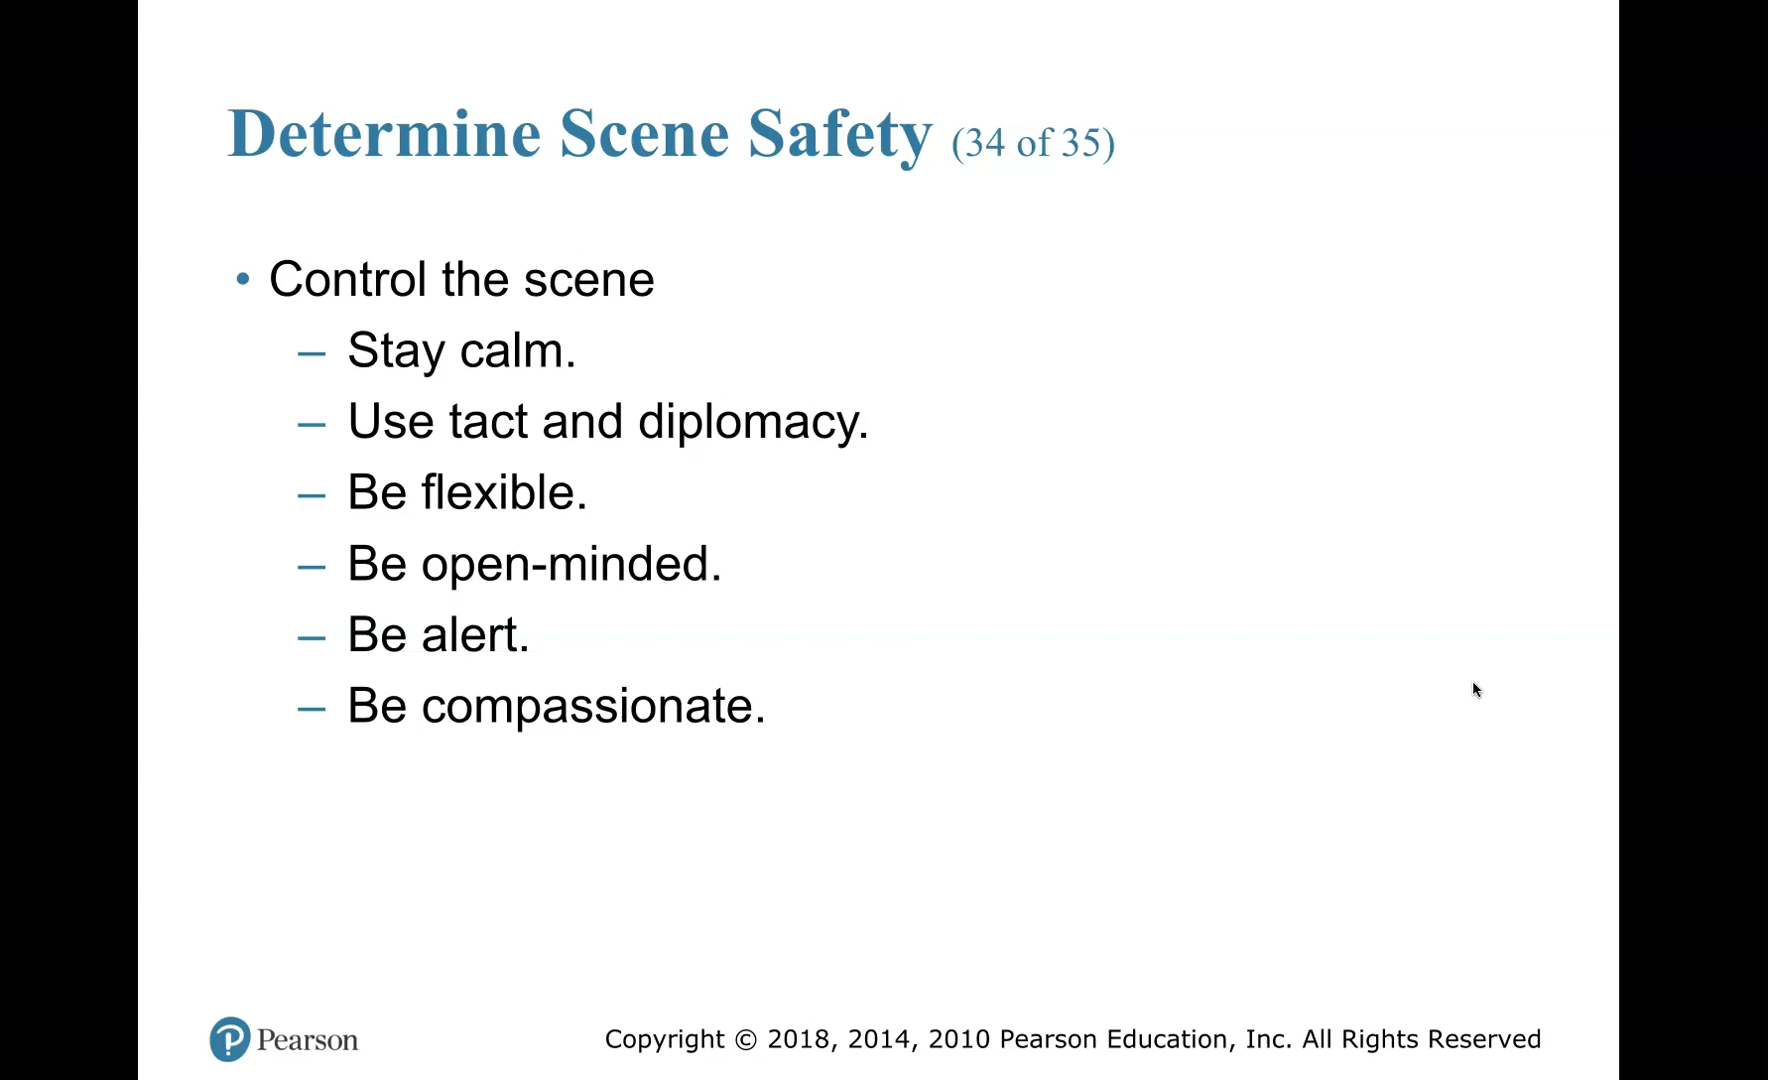 Determine Scene Safety (34 of 35)
• Control the scene
– Stay calm.
– Use tact and diplomacy.
– Be flexible.
– Be open-minded.
– Be alert.
– Be compassionate.
Pearson
Copyright © 2018, 2014, 2010 Pearson Education, Inc. All Rights Reserved